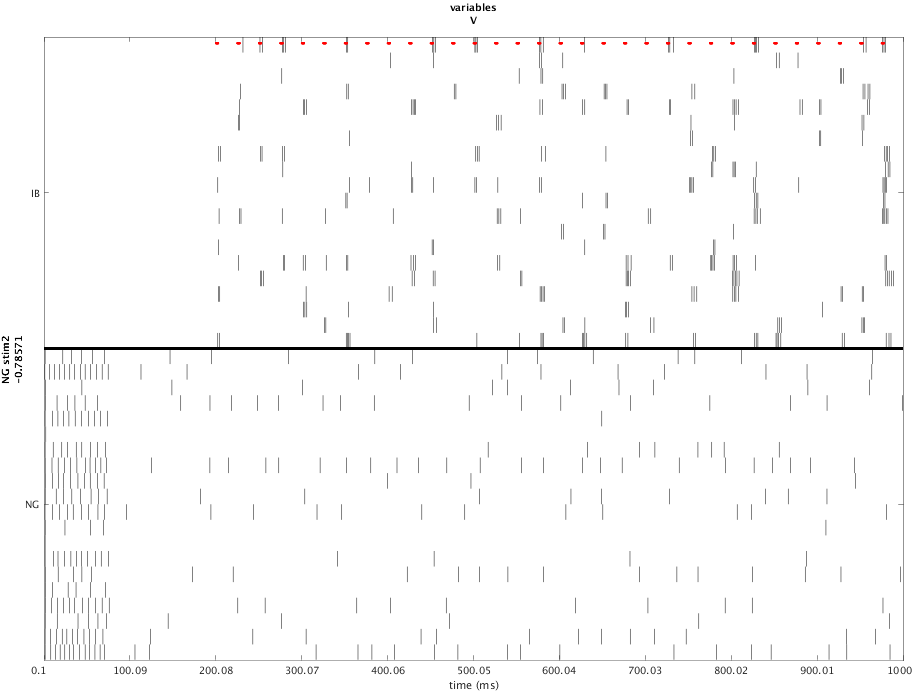 variables
V
IB
NG stim2
-0.78571
NG
0.1
100.09
200.08
300.07
400.06
500.05
600.04
700.03
800.02
900.01
1000
time (ms)